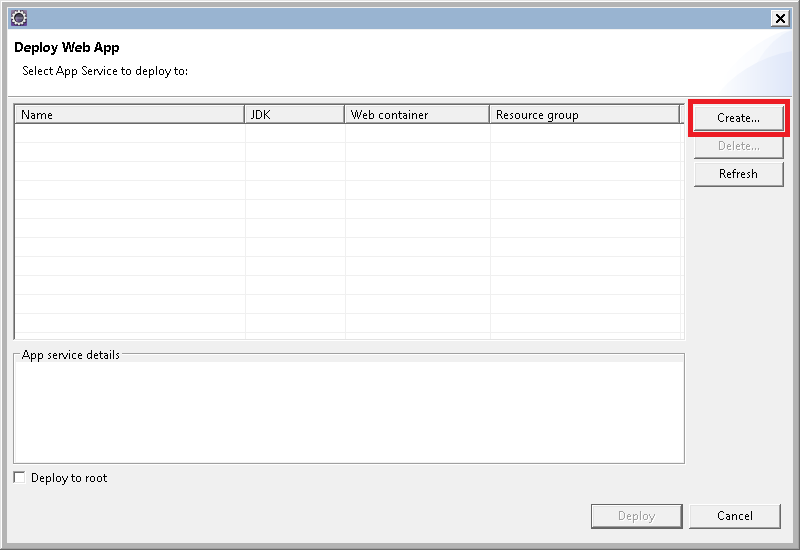 Deploy Web App
Select App Service to deploy to:
Name JDK Web container Resource group
Create...
Delete...
Refresh
App service details
Deploy to root
Deploy Cancel